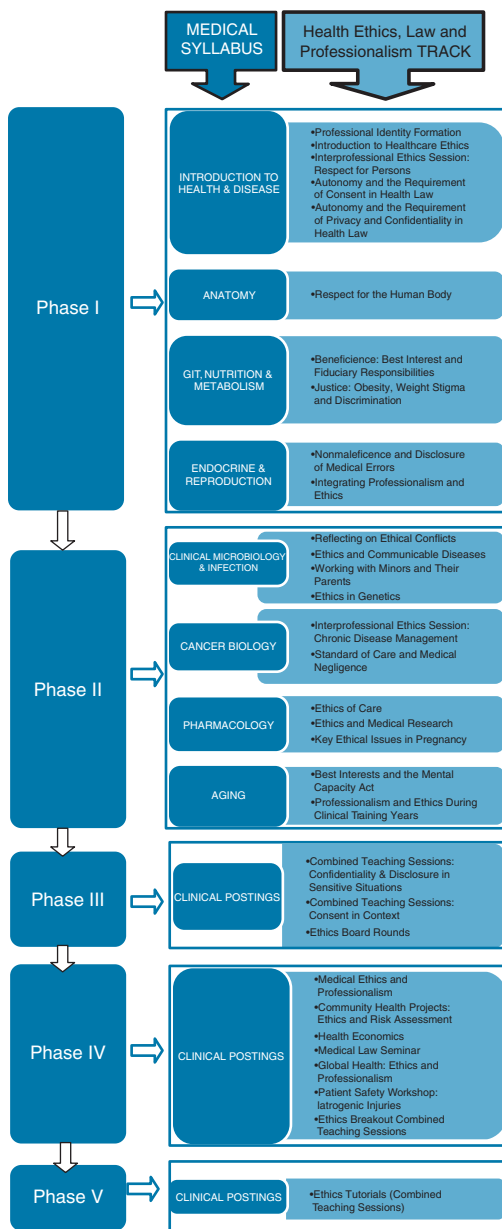 MEDICAL
SYLLABUS
Health Ethics, Law and
Professionalism TRACK
Phase I
INTRODUCTION TO
HEALTH & DISEASE
•Professional Identity Formation
•Introduction to Healthcare Ethics
•Interprofessional Ethics Session:
Respect for Persons
•Autonomy and the Requirement
of Consent in Health Law
•Autonomy and the Requirement
of Privacy and Confidentiality in
Health Law
ANATOMY
•Respect for the Human Body
GIT, NUTRITION &
METABOLISM
•Beneficience: Best Interest and
Fiduciary Responsibilities
•Justice: Obesity, Weight Stigma
and Discrimination
ENDOCRINE &
REPRODUCTION
•Nonmaleficence and Disclosure
of Medical Errors
•Integrating Professionalism and
Ethics
Phase II
CLINICAL MICROBIOLOGY
& INFECTION
•Reflecting on Ethical Conflicts
•Ethics and Communicable Diseases
•Working with Minors and Their
Parents
•Ethics in Genetics
CANCER BIOLOGY
•Interprofessional Ethics Session:
Chronic Disease Management
•Standard of Care and Medical
Negligence
PHARMACOLOGY
•Ethics of Care
•Ethics and Medical Research
•Key Ethical Issues in Pregnancy
AGING
•Best Interests and the Mental
Capacity Act
•Professionalism and Ethics During
Clinical Training Years
Phase III
CLINICAL POSTINGS
•Combined Teaching Sessions:
Confidentiality & Disclosure in
Sensitive Situations
•Combined Teaching Sessions:
Consent in Context
•Ethics Board Rounds
Phase IV
CLINICAL POSTINGS
•Medical Ethics and
Professionalism
•Community Health Projects:
Ethics and Risk Assessment
•Health Economics
•Medical Law Seminar
•Global Health: Ethics and
Professionalism
•Patient Safety Workshop:
Iatrogenic Injuries
•Ethics Breakout Combined
Teaching Sessions
Phase V
CLINICAL POSTINGS
•Ethics Tutorials (Combined
Teaching Sessions)